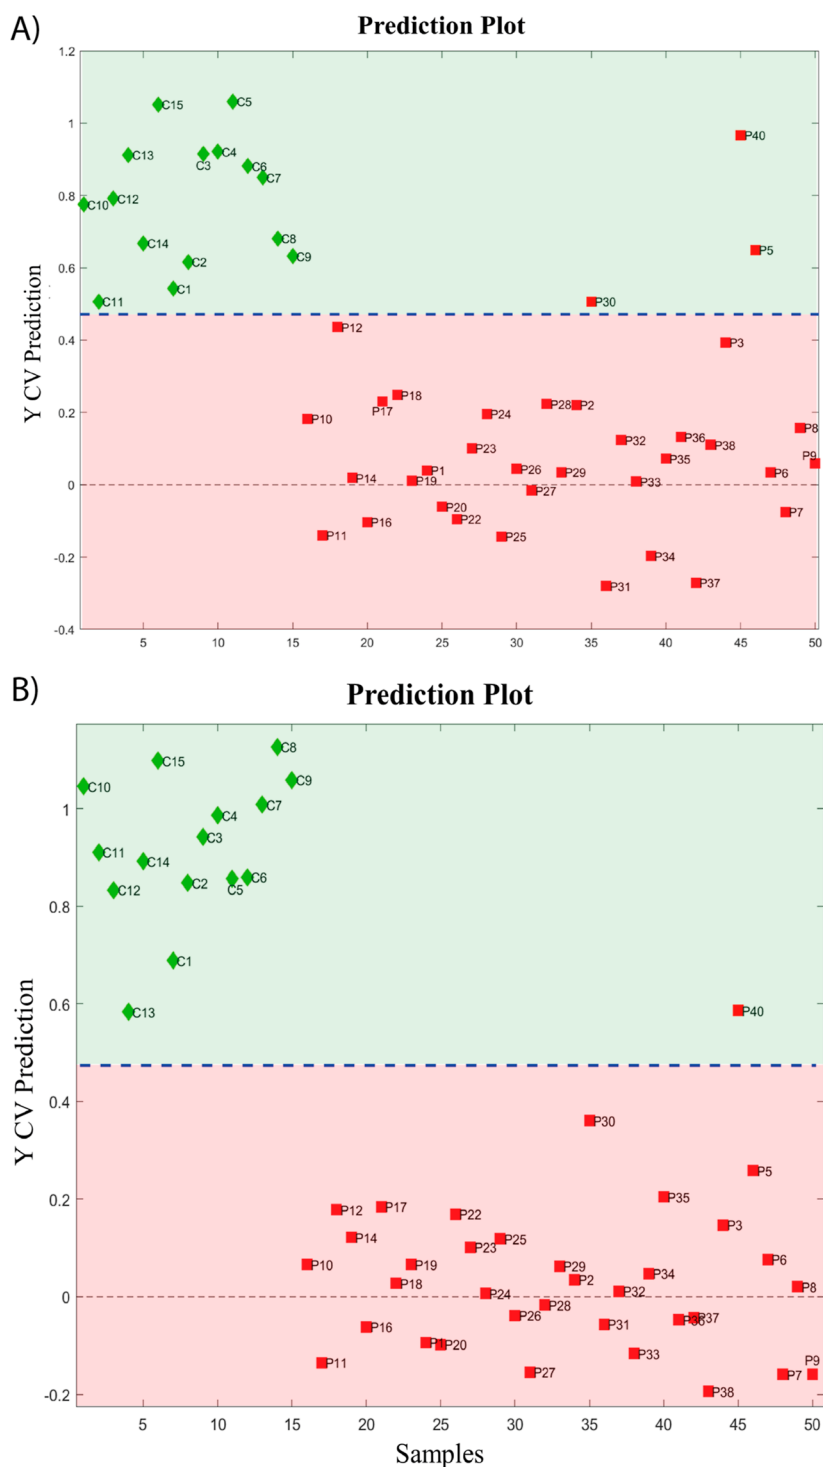 A)
Prediction Plot
1.2
1
0.8
0.6
0.4
0.2
0
-0.2
-0.4
Y CV Prediction
C15
C5
P40
C13
C4
C3
C6
C7
C12
C10
C14
C8
P5
C2
C9
C1
C11
P30
P12
P3
P18
P17
P28
P2
P24
P10
P8
P32
P36
P38
P23
P35
P9
P1
P26
P29
P6
P14
P19
P33
P27
P20
P7
P22
P16
P11
P25
P34
P31
P37
5
10
15
20
25
30
35
40
45
50
B)
Prediction Plot
1
0.8
0.6
0.4
0.2
0
-0.2
Y CV Prediction
C8
C15
C9
C10
C7
C4
C3
C11
C14
C6
C2
C5
C12
C1
C13
P40
P30
P5
P35
P17
P12
P22
P3
P14
P25
P23
P6
P10
P19
P29
P34
P2
P18
P8
P32
P24
P28
P26
P37
P36
P31
P16
P1
P20
P33
P11
P27
P7
P9
P38
5
10
15
20
25
30
35
40
45
50
Samples